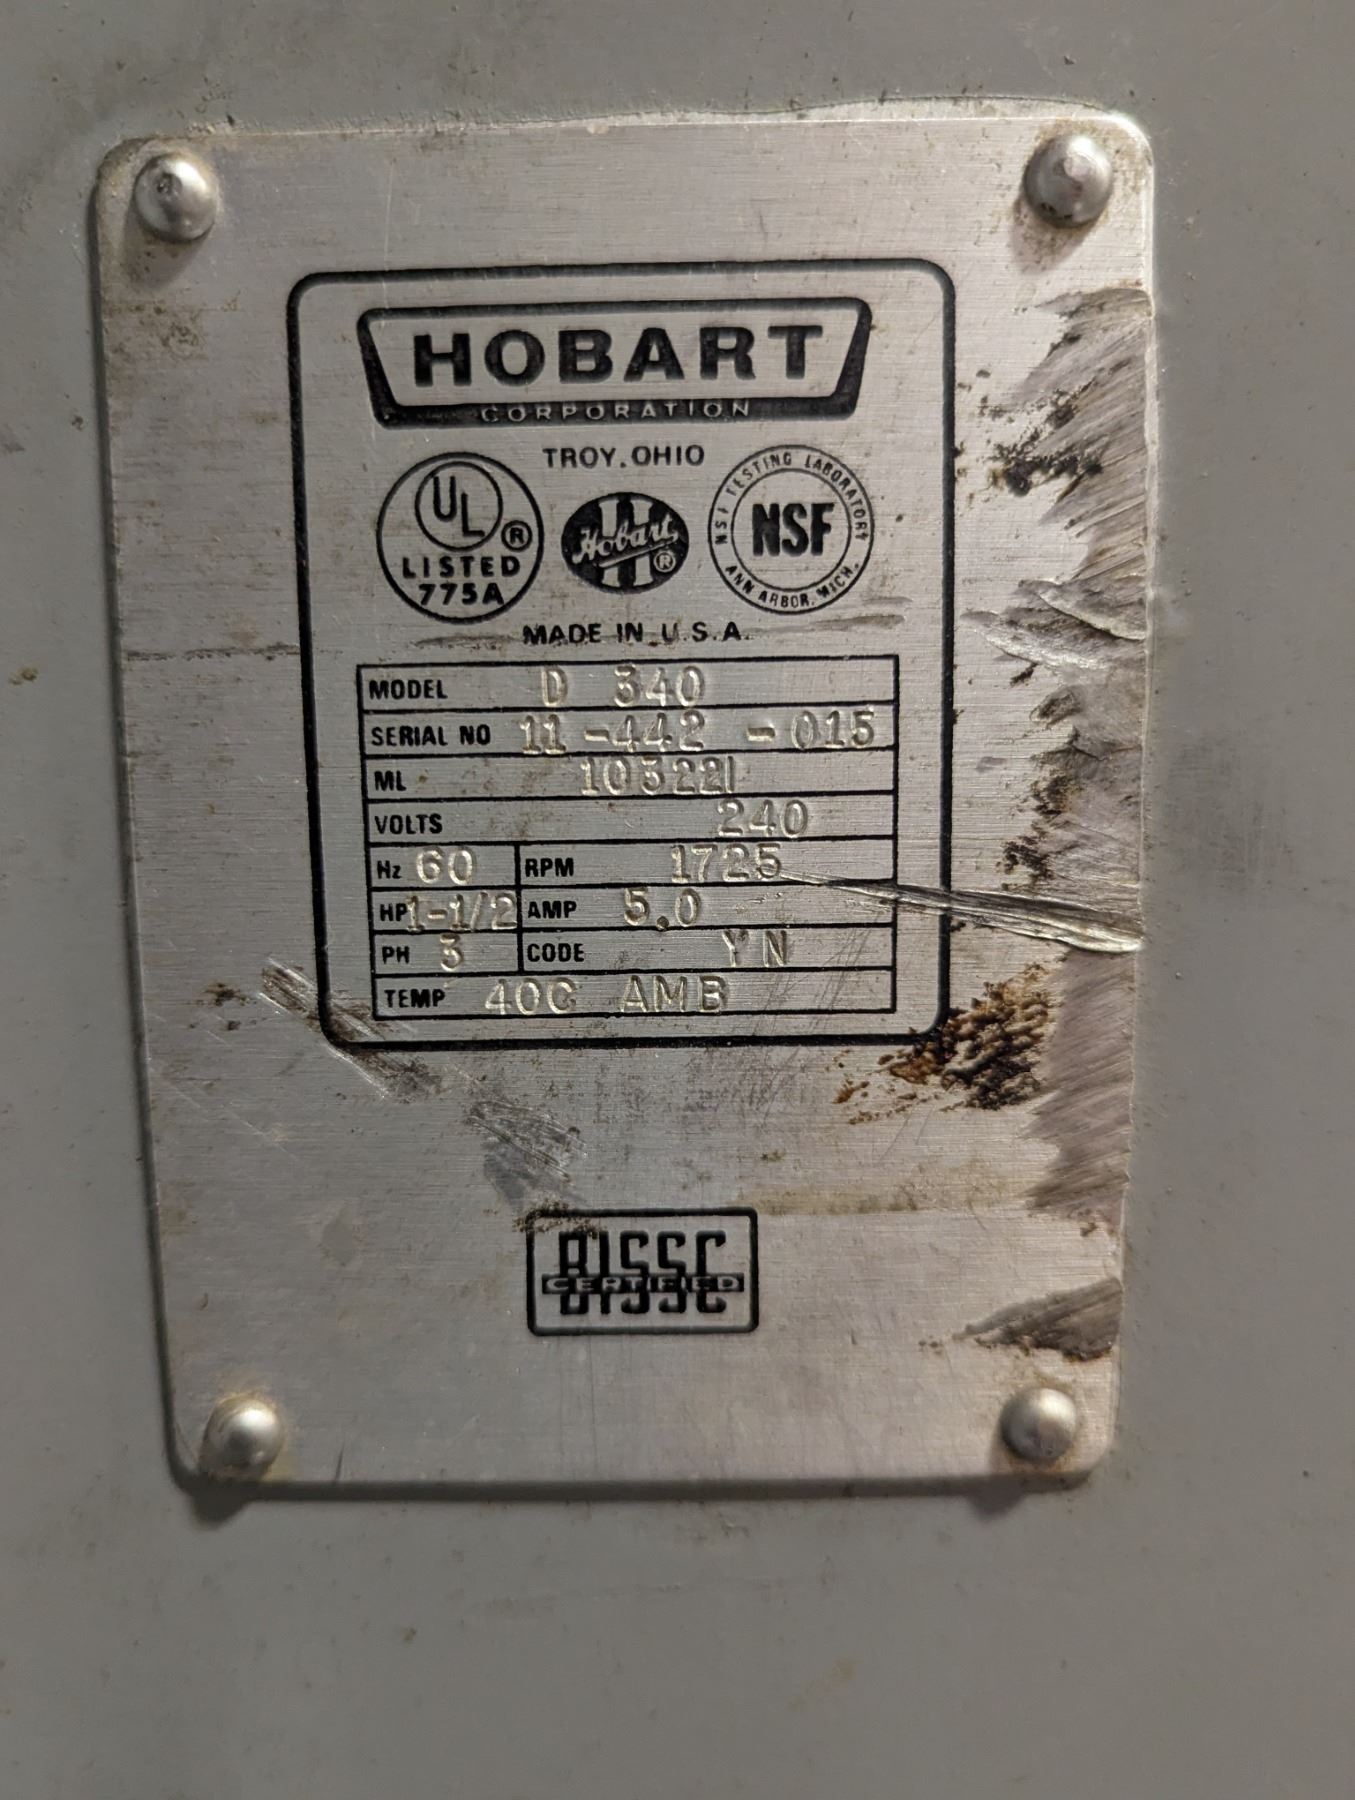 HOBART
CORPORATION
TROY, OHIO
UL ®
LISTED
775A
Hobart ®
NSF TESTING LABORATORY
NSF
ANN ARBOR, MICH.
MADE IN U.S.A.
MODEL D 340
SERIAL NO 11-442 -015
ML 103221
VOLTS 240
Hz 60 RPM 1725
HP 1-1/2 AMP 5.0
PH 3 CODE YN
TEMP 40C AMB
BISSC
CERTIFIED